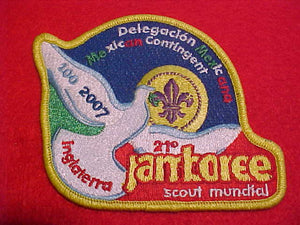 Delegación Mexicana
Mexican Contingent
100 2007
21º
Jamboree
Inglaterra
scout mundial